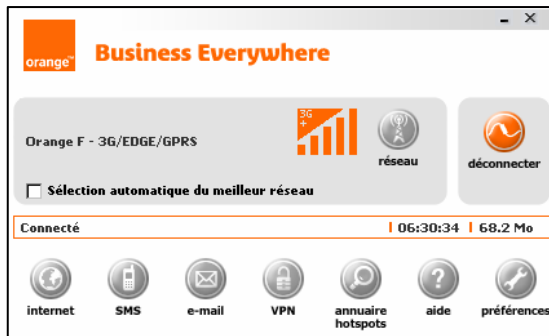 orange™
Business Everywhere
3G
+
Orange F - 3G/EDGE/GPRS
réseau
déconnecter
Sélection automatique du meilleur réseau
Connecté 06:30:34 68.2 Mo
internet SMS e-mail VPN annuaire aide préférences
hotspots